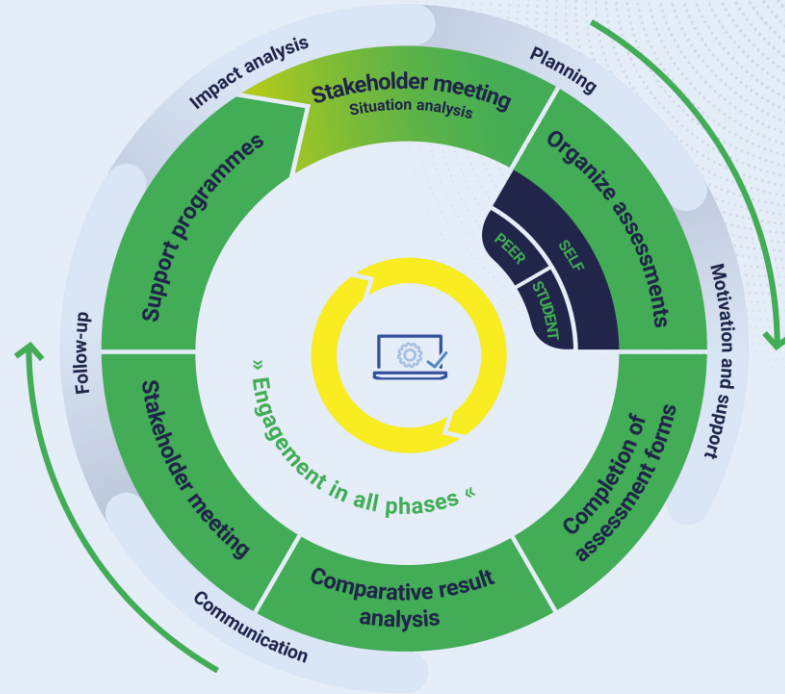 Impact analysis
Planning
Stakeholder meeting
Situation analysis
Organize assessments
SELF
PEER
STUDENT
Motivation and support
Completion of
assessment forms
Comparative result
analysis
Communication
Stakeholder meeting
Follow-up
Support programmes
» Engagement in all phases «